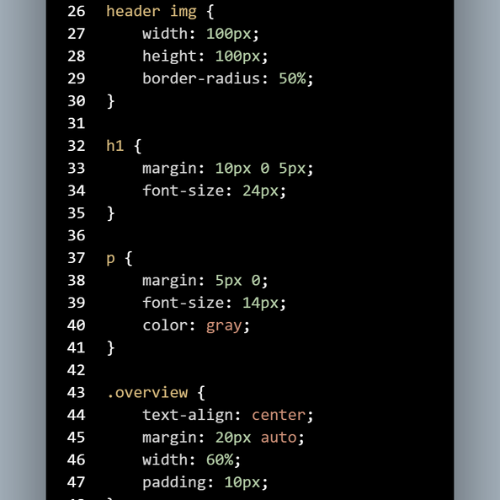 26 header img {
27     width: 100px;
28     height: 100px;
29     border-radius: 50%;
30 }
31
32 h1 {
33     margin: 10px 0 5px;
34     font-size: 24px;
35 }
36
37 p {
38     margin: 5px 0;
39     font-size: 14px;
40     color: gray;
41 }
42
43 .overview {
44     text-align: center;
45     margin: 20px auto;
46     width: 60%;
47     padding: 10px;